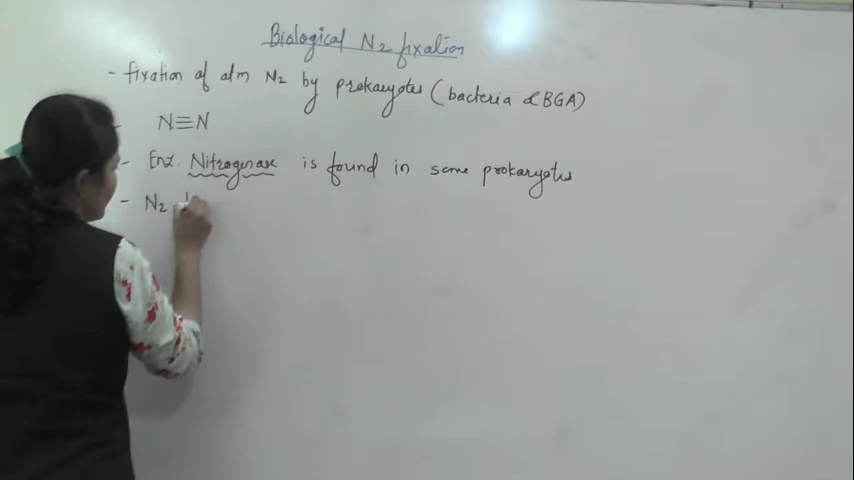 Biological N2 fixation
- fixation of atm N2 by prokaryotes (bacteria & BGA)
- N≡N
- Enz. Nitrogenase is found in some prokaryotes
- N2